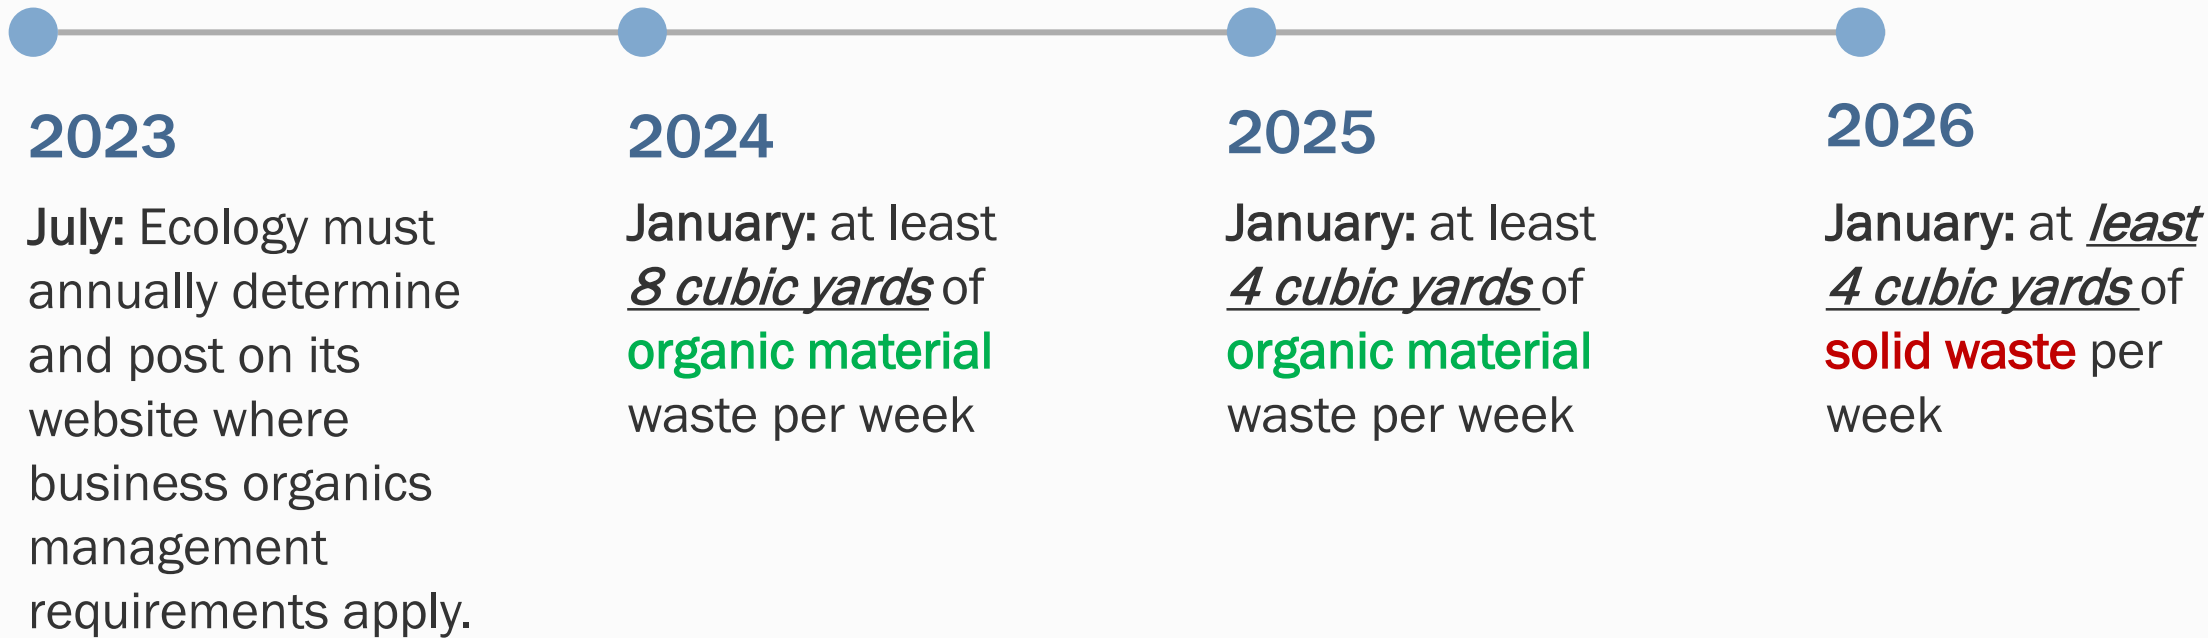 2023
July: Ecology must
annually determine
and post on its
website where
business organics
management
requirements apply.
2024
January: at least
8 cubic yards of
organic material
waste per week
2025
January: at least
4 cubic yards of
organic material
waste per week
2026
January: at least
4 cubic yards of
solid waste per
week